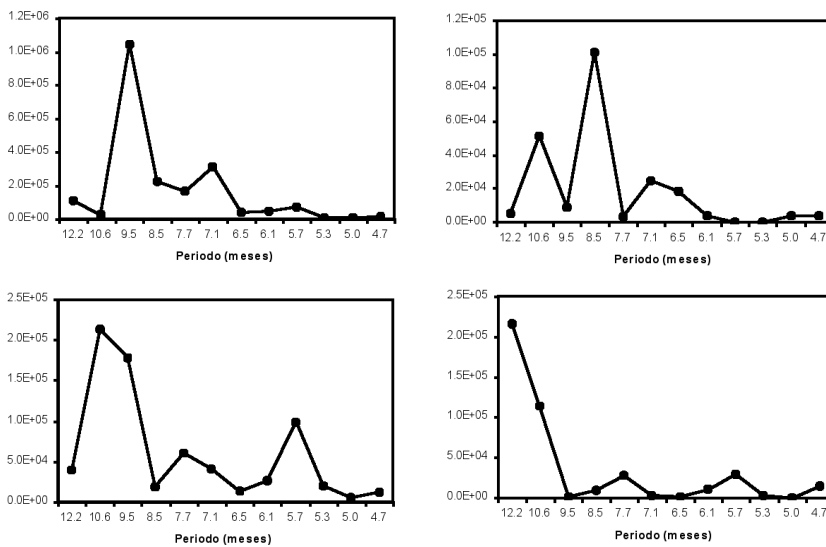 1.2E+06
1.0E+06
8.0E+05
6.0E+05
4.0E+05
2.0E+05
0.0E+00
12.2 10.6 9.5 8.5 7.7 7.1 6.5 6.1 5.7 5.3 5.0 4.7
Periodo (meses)
1.2E+05
1.0E+05
8.0E+04
6.0E+04
4.0E+04
2.0E+04
0.0E+00
12.2 10.6 9.5 8.5 7.7 7.1 6.5 6.1 5.7 5.3 5.0 4.7
Periodo (meses)
2.5E+05
2.0E+05
1.5E+05
1.0E+05
5.0E+04
0.0E+00
12.2 10.6 9.5 8.5 7.7 7.1 6.5 6.1 5.7 5.3 5.0 4.7
Periodo (meses)
2.5E+05
2.0E+05
1.5E+05
1.0E+05
5.0E+04
0.0E+00
12.2 10.6 9.5 8.5 7.7 7.1 6.5 6.1 5.7 5.3 5.0 4.7
Periodo (meses)